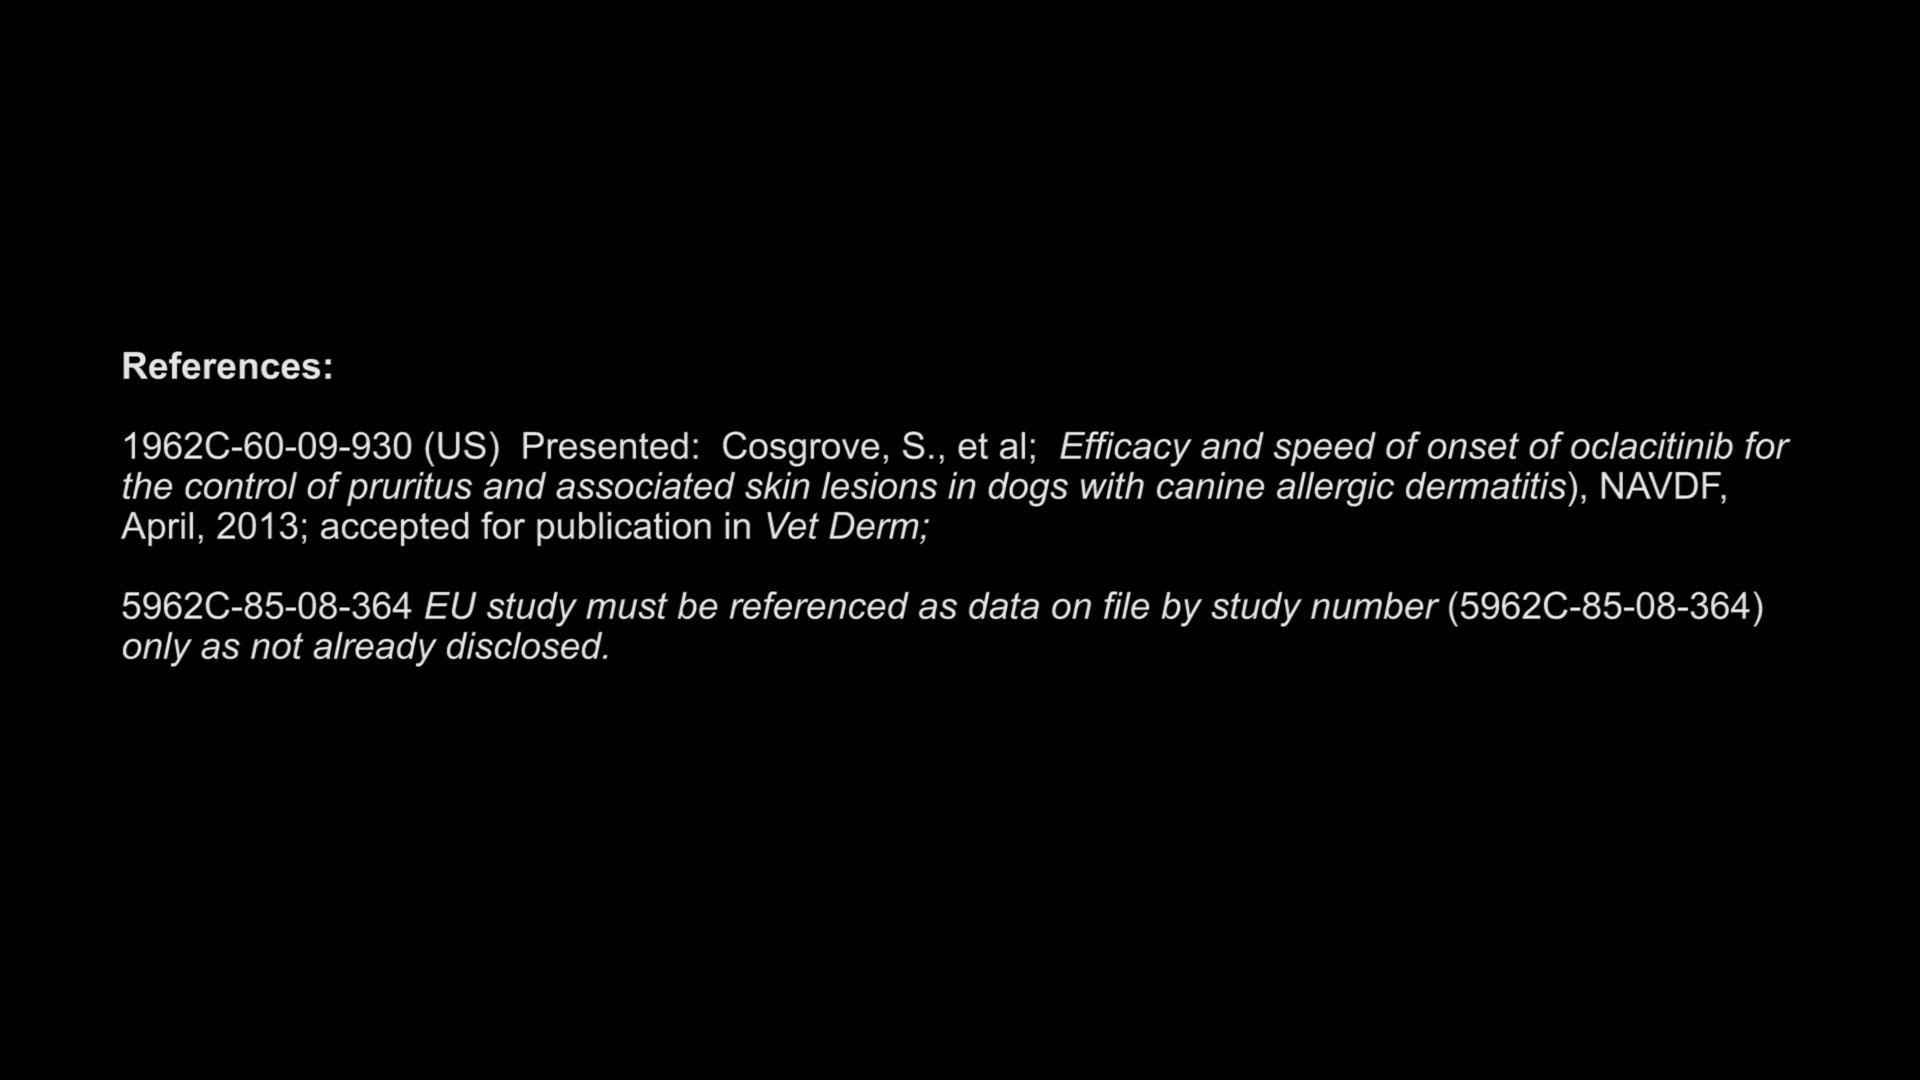 References:
1962C-60-09-930 (US)  Presented:  Cosgrove, S., et al;  Efficacy and speed of onset of oclacitinib for
the control of pruritus and associated skin lesions in dogs with canine allergic dermatitis), NAVDF,
April, 2013; accepted for publication in Vet Derm;
5962C-85-08-364 EU study must be referenced as data on file by study number (5962C-85-08-364)
only as not already disclosed.